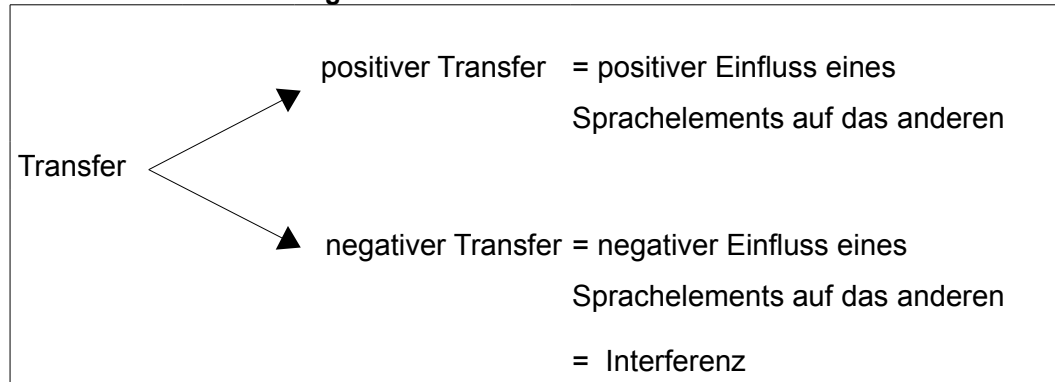 positiver Transfer = positiver Einfluss eines
Sprachelements auf das anderen
Transfer
negativer Transfer = negativer Einfluss eines
Sprachelements auf das anderen
= Interferenz